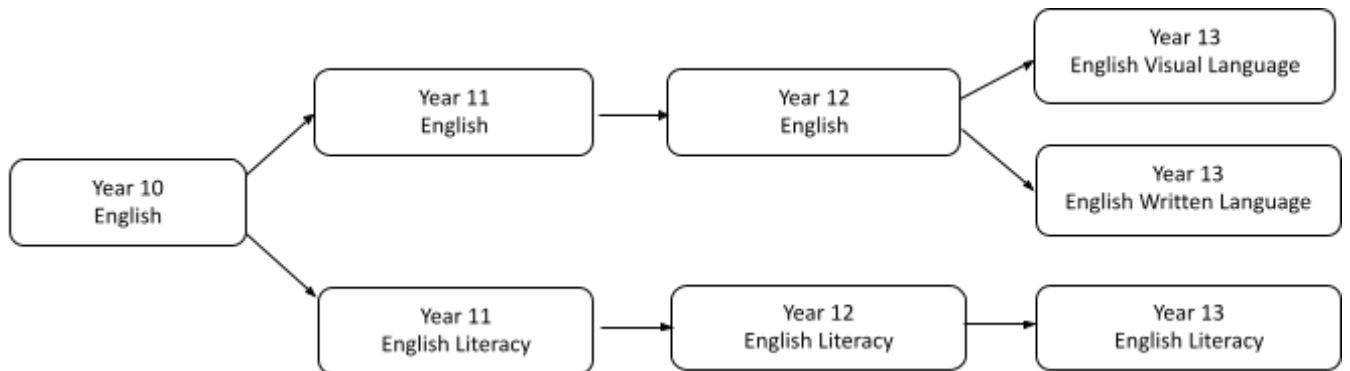 Year 13
English Visual Language
Year 11
English
Year 12
English
Year 13
English Written Language
Year 10
English
Year 11
English Literacy
Year 12
English Literacy
Year 13
English Literacy